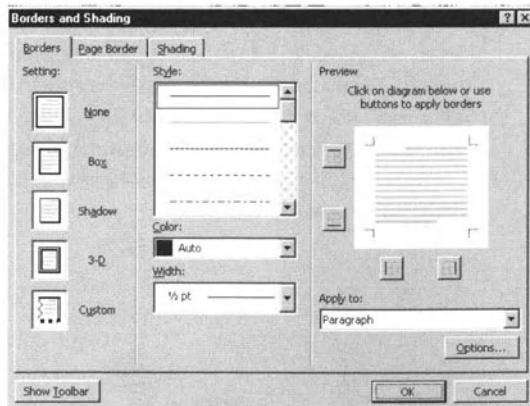 Borders and Shading
Borders
Page Border
Shading
Setting:
None
Box
Shadow
3-D
Custom
Style:
Color:
Auto
Width:
½ pt
Preview
Click on diagram below or use
buttons to apply borders
Apply to:
Paragraph
Options...
Show Toolbar
OK
Cancel